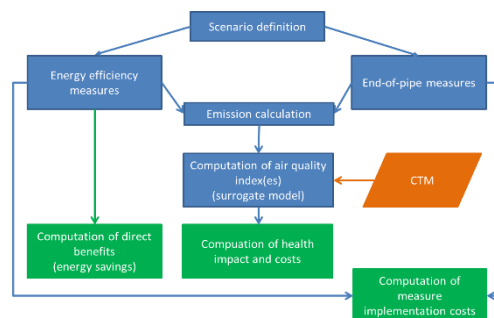 Scenario definition
Energy efficiency
measures
End-of-pipe measures
Emission calculation
Computation of air quality
index(es)
(surrogate model)
CTM
Computation of direct
benefits
(energy savings)
Compuation of health
impact and costs
Computation of
measure
implementation costs